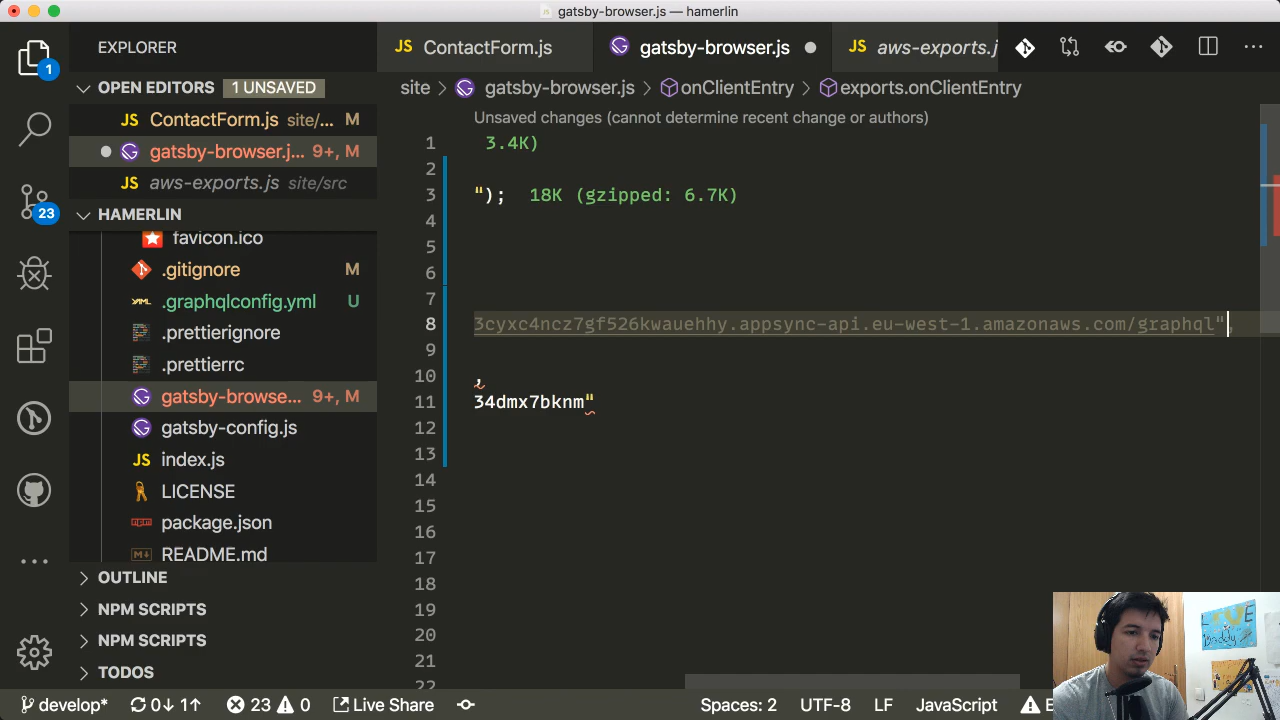 gatsby-browser.js — hamerlin
EXPLORER
1
OPEN EDITORS 1 UNSAVED
JS ContactForm.js site/... M
gatsby-browser.j... 9+, M
JS aws-exports.js site/src
HAMERLIN
favicon.ico
.gitignore M
YAML .graphqlconfig.yml U
.prettierignore
.prettierrc
gatsby-browse... 9+, M
gatsby-config.js
JS index.js
LICENSE
package.json
README.md
OUTLINE
NPM SCRIPTS
NPM SCRIPTS
TODOS
23
JS ContactForm.js
gatsby-browser.js
JS aws-exports.j
site > gatsby-browser.js > onClientEntry > exports.onClientEntry
Unsaved changes (cannot determine recent change or authors)
1 3.4K)
2
3 "); 18K (gzipped: 6.7K)
4
5
6
7
8 3cyxc4ncz7gf526kwauehhy.appsync-api.eu-west-1.amazonaws.com/graphql",
9
10 ,
11 34dmx7bknm"
12
13
14
15
16
17
18
19
20
21
22
develop* 0↓ 1↑ 23 0 Live Share Spaces: 2 UTF-8 LF JavaScript